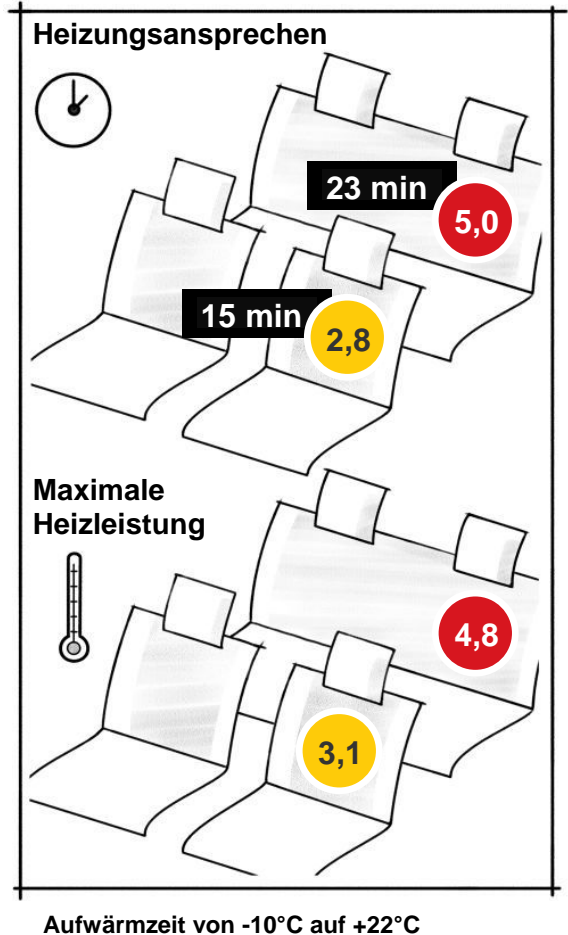 Heizungsansprechen
23 min
5,0
15 min
2,8
Maximale
Heizleistung
4,8
3,1
Aufwärmzeit von -10°C auf +22°C